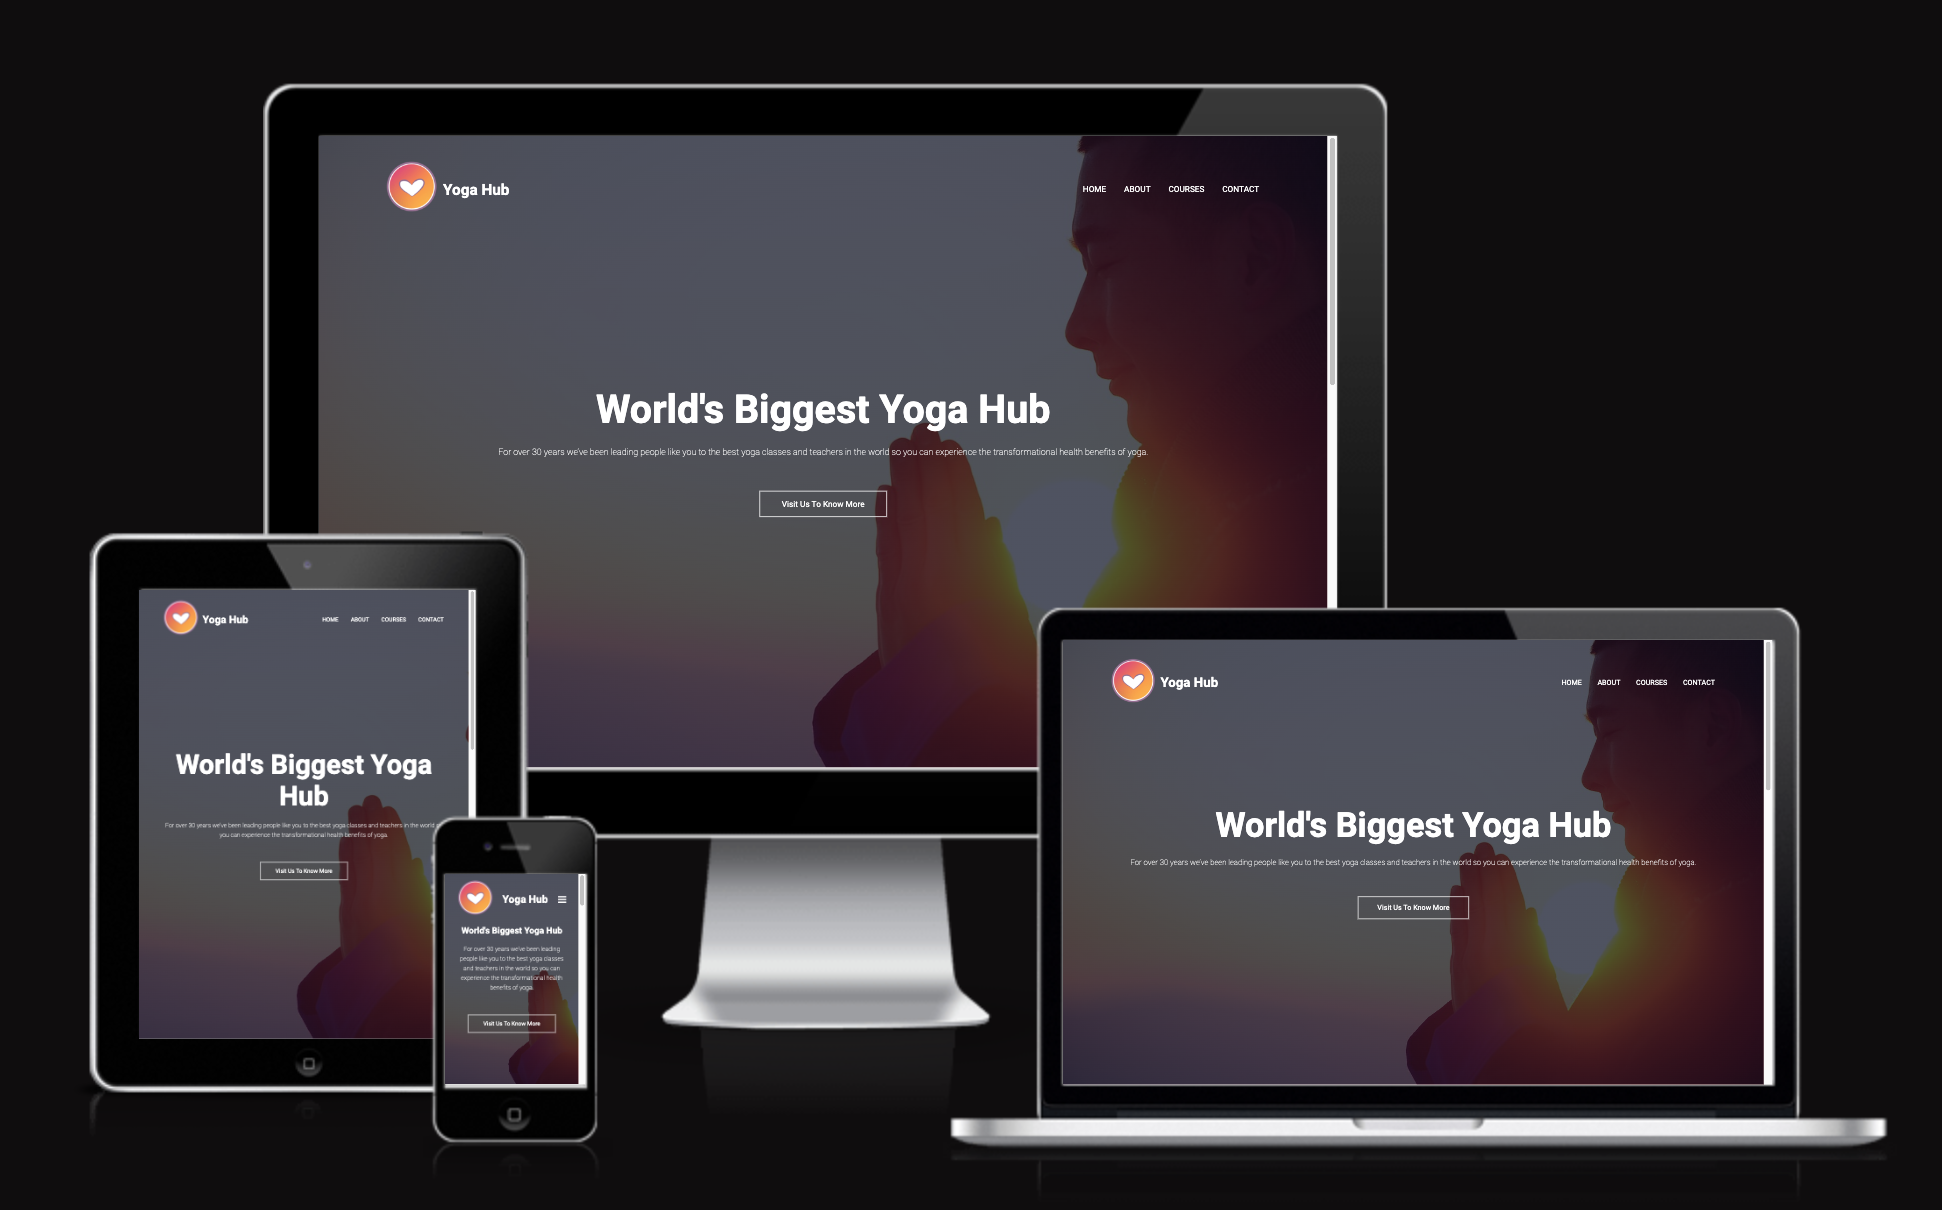 Yoga Hub
HOME ABOUT COURSES CONTACT
World's Biggest Yoga Hub
For over 30 years we've been leading people like you to the best yoga classes and teachers in the world so you can experience the transformational health benefits of yoga.
Visit Us To Know More
Yoga Hub
HOME ABOUT COURSES CONTACT
World's Biggest Yoga
Hub
For over 30 years we've been leading people like you to the best yoga classes and teachers in the world
you can experience the transformational health benefits of yoga.
Visit Us To Know More
Yoga Hub
World's Biggest Yoga Hub
For over 30 years we've been leading
people like you to the best yoga classes
and teachers in the world so you can
experience the transformational health
benefits of yoga.
Visit Us To Know More
Yoga Hub
HOME ABOUT COURSES CONTACT
World's Biggest Yoga Hub
For over 30 years we've been leading people like you to the best yoga classes and teachers in the world so you can experience the transformational health benefits of yoga.
Visit Us To Know More